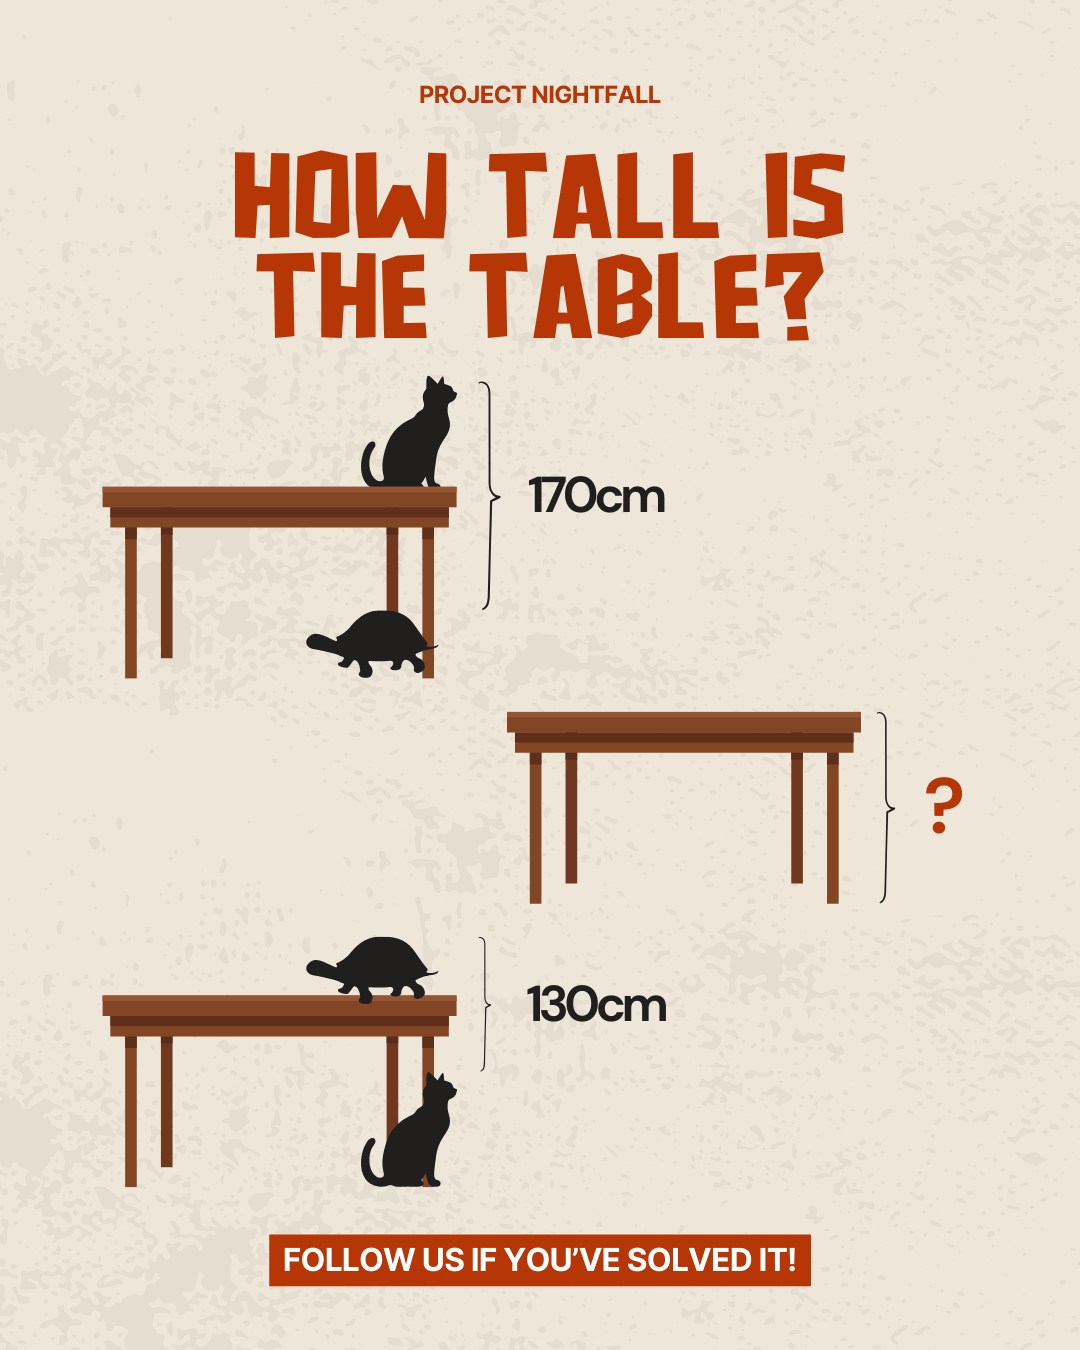 PROJECT NIGHTFALL
HOW TALL IS
THE TABLE?
170cm
?
130cm
FOLLOW US IF YOU'VE SOLVED IT!